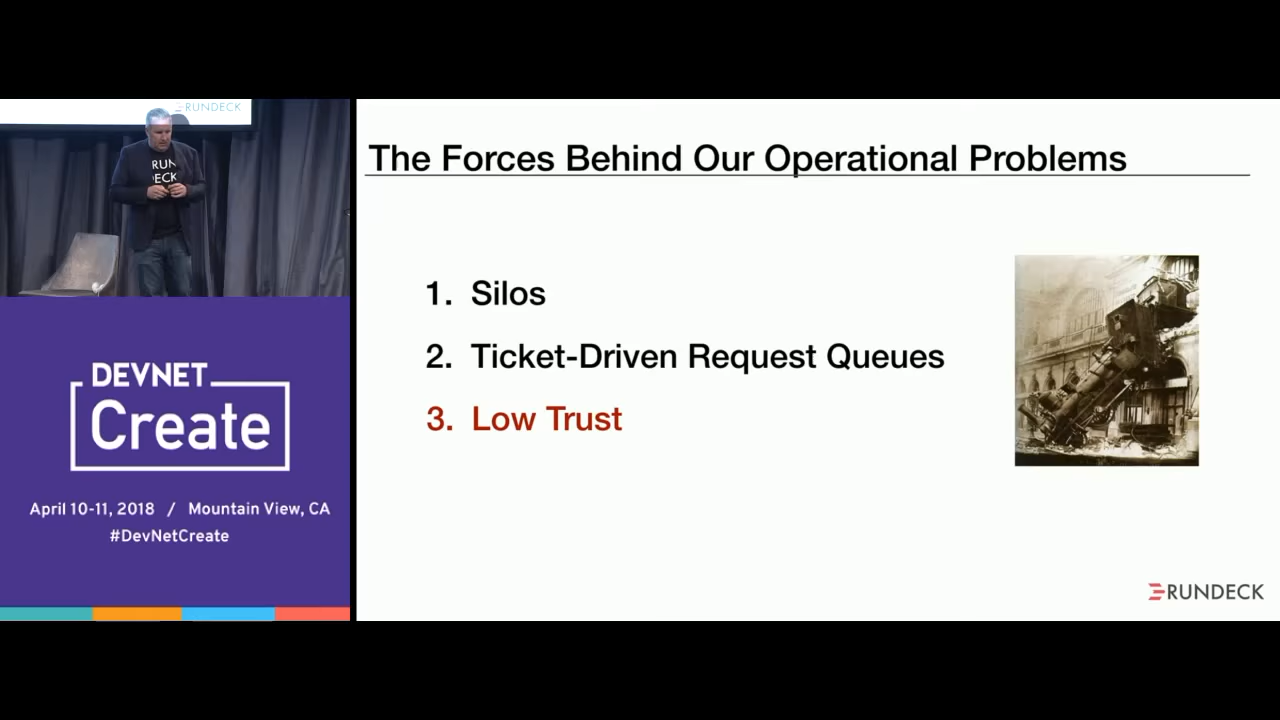 RUNDECK
RUN
DECK
The Forces Behind Our Operational Problems
1. Silos
2. Ticket-Driven Request Queues
3. Low Trust
DEVNET
Create
April 10-11, 2018 / Mountain View, CA
#DevNetCreate
RUNDECK